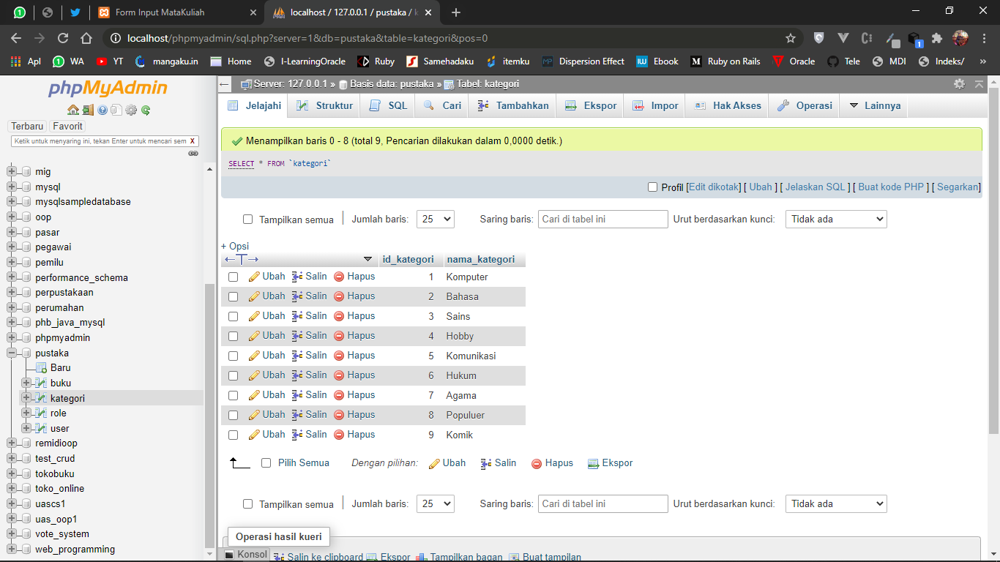 Form Input MataKuliah
localhost / 127.0.0.1 / pustaka / k
localhost/phpmyadmin/sql.php?server=1&db=pustaka&table=kategori&pos=0
Apl WA YT mangaku.in Home I-LearningOracle Ruby Samehadaku itemku Dispersion Effect Ebook Ruby on Rails Oracle Tele MDI Indeks/ »
phpMyAdmin
Terbaru Favorit
Ketik untuk menyaring ini, tekan Enter untuk mencari sem X
mig
mysql
mysqlsampledatabase
oop
pasar
pegawai
pemilu
performance_schema
perpustakaan
perumahan
phb_java_mysql
phpmyadmin
pustaka
Baru
buku
kategori
role
user
remidioop
test_crud
tokobuku
toko_online
uascs1
uas_oop1
vote_system
web_programming
Server: 127.0.0.1 » Basis data: pustaka » Tabel: kategori
Jelajahi Struktur SQL Cari Tambahkan Ekspor Impor Hak Akses Operasi Lainnya
Menampilkan baris 0 - 8 (total 9, Pencarian dilakukan dalam 0,0000 detik.)
SELECT * FROM `kategori`
Profil [Edit dikotak] [ Ubah ] [ Jelaskan SQL ] [ Buat kode PHP ] [ Segarkan]
Tampilkan semua Jumlah baris: 25 Saring baris: Cari di tabel ini Urut berdasarkan kunci: Tidak ada
+ Opsi
←T→ id_kategori nama_kategori
Ubah Salin Hapus 1 Komputer
Ubah Salin Hapus 2 Bahasa
Ubah Salin Hapus 3 Sains
Ubah Salin Hapus 4 Hobby
Ubah Salin Hapus 5 Komunikasi
Ubah Salin Hapus 6 Hukum
Ubah Salin Hapus 7 Agama
Ubah Salin Hapus 8 Populuer
Ubah Salin Hapus 9 Komik
Pilih Semua Dengan pilihan: Ubah Salin Hapus Ekspor
Tampilkan semua Jumlah baris: 25 Saring baris: Cari di tabel ini Urut berdasarkan kunci: Tidak ada
Operasi hasil kueri
Konsol Salin ke clipboard Ekspor Tampilkan bagan Buat tampilan